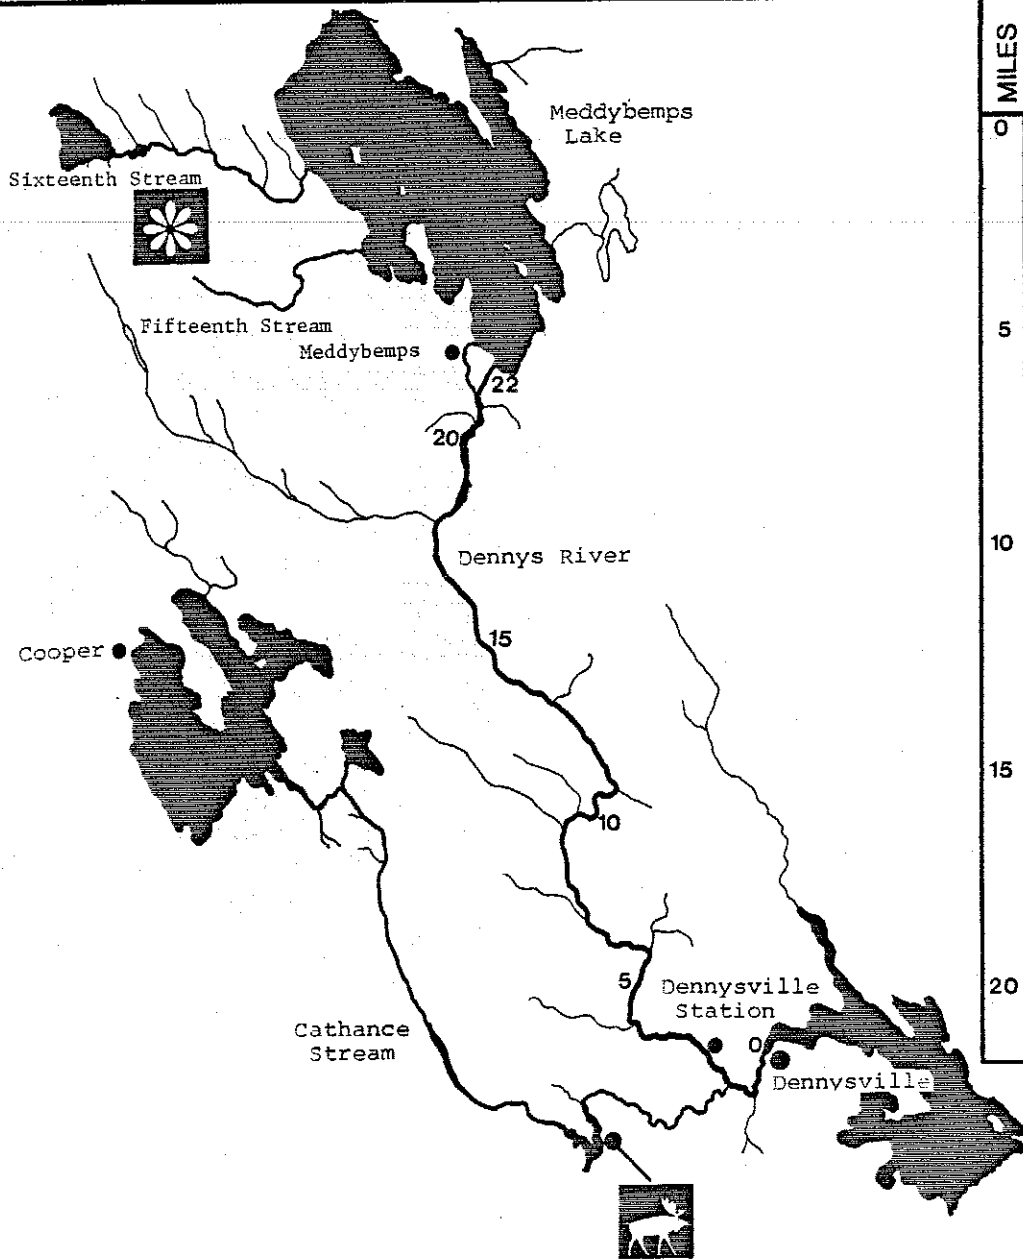 MILES
0
Meddybemps
Lake
Sixteenth Stream
Fifteenth Stream
5
Meddybemps
22
20
10
Dennys River
15
Cooper
15
10
5
Dennysville
Station
20
Cathance
Stream
0
Dennysville